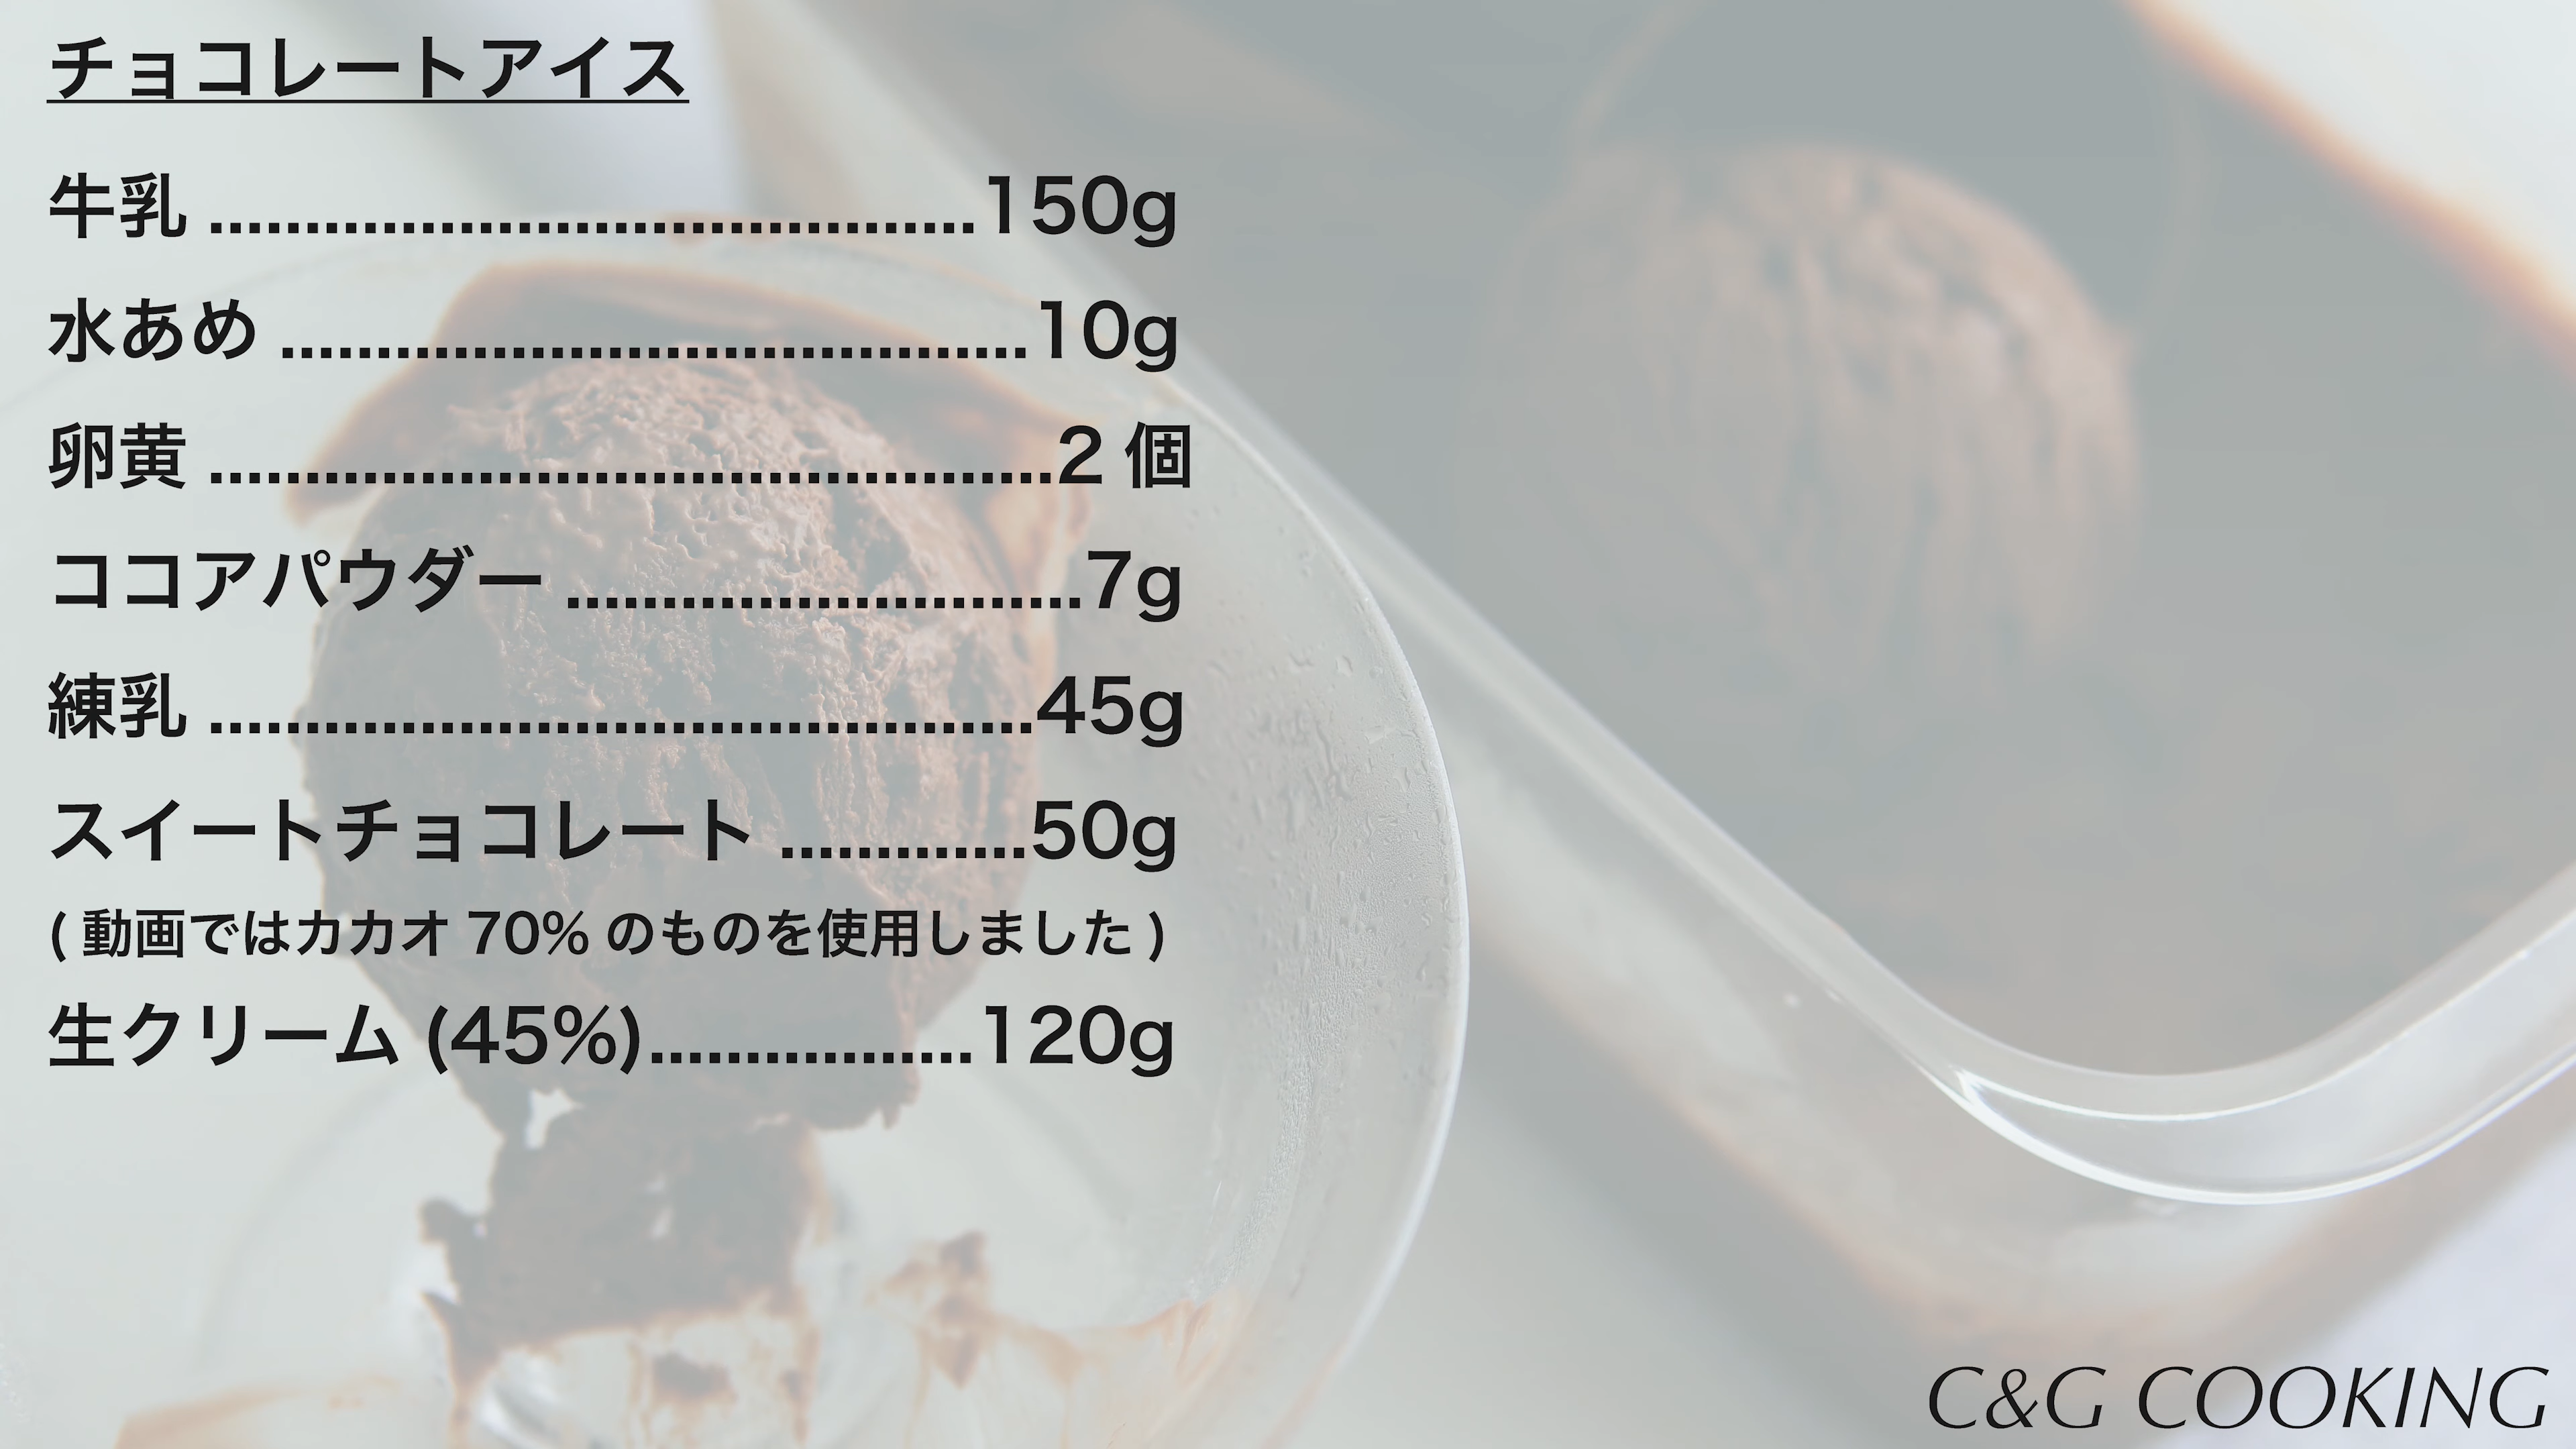 チョコレートアイス
牛乳 ........................................150g
水あめ .......................................10g
卵黄 ............................................2 個
ココアパウダー ...........................7g
練乳 ...........................................45g
スイートチョコレート .............50g
( 動画ではカカオ 70% のものを使用しました )
生クリーム (45%).................120g
C&G COOKING